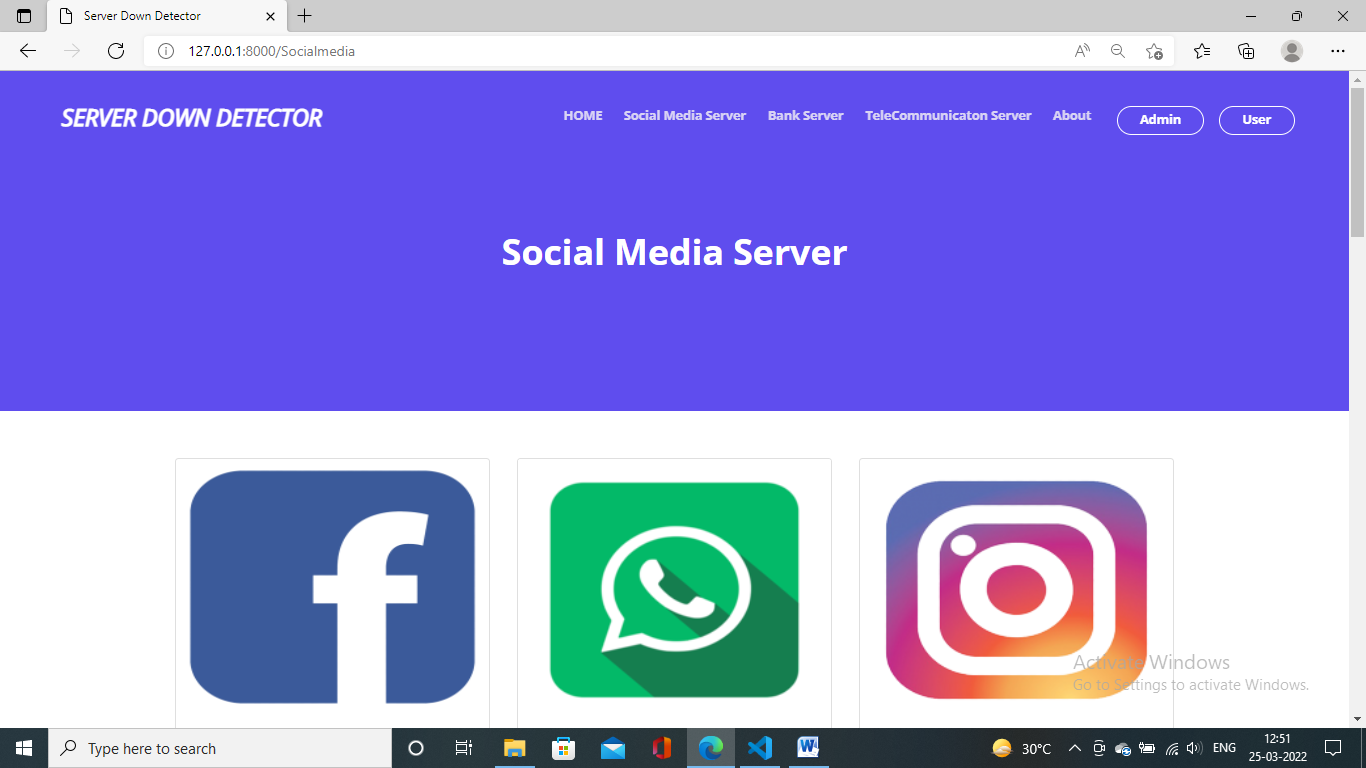 Server Down Detector
127.0.0.1:8000/Socialmedia
SERVER DOWN DETECTOR
HOME Social Media Server Bank Server TeleCommunicaton Server About Admin User
Social Media Server
Activate Windows
Go to Settings to activate Windows.
Type here to search
30°C
ENG
12:51
25-03-2022